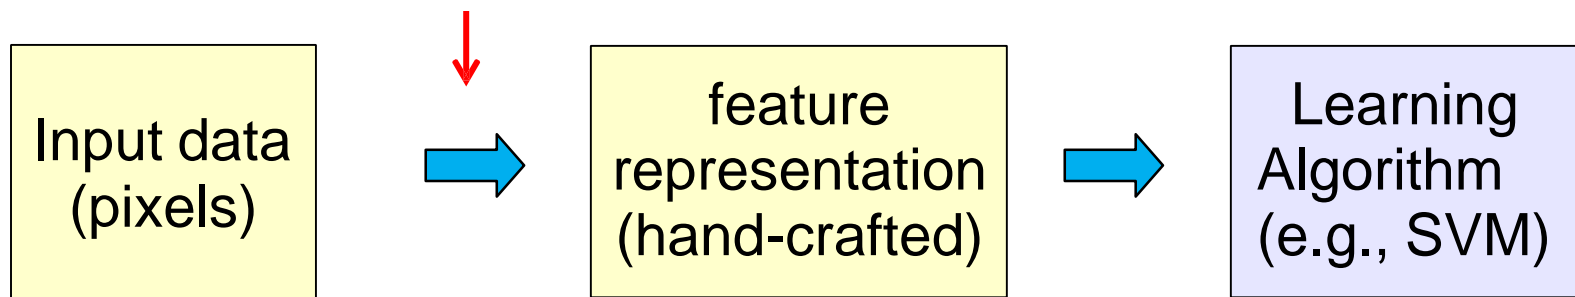 Input data
(pixels)
feature
representation
(hand-crafted)
Learning
Algorithm
(e.g., SVM)